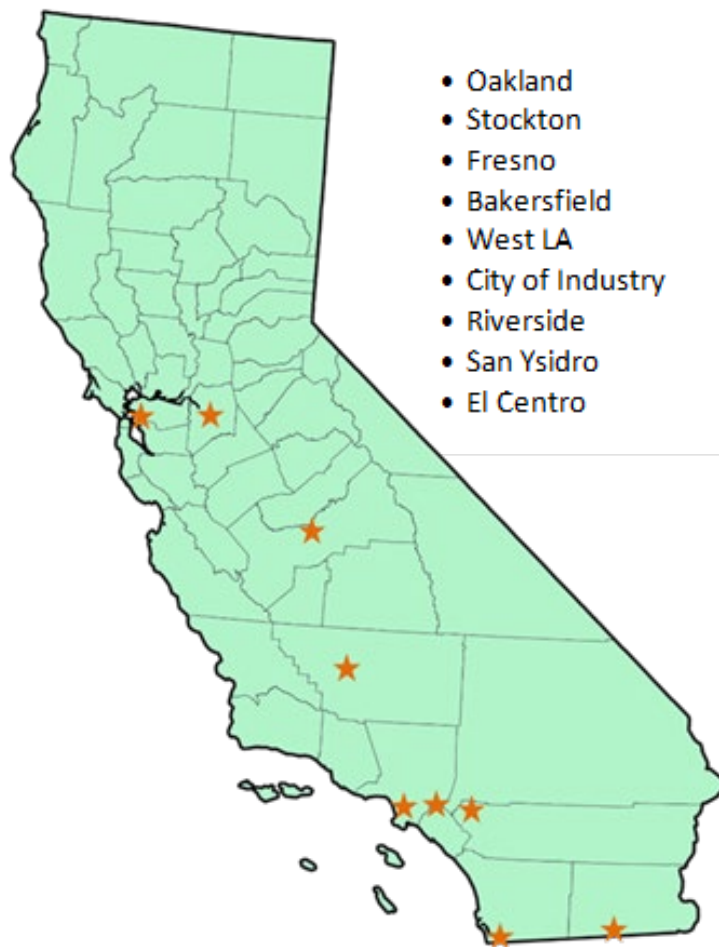 • Oakland
• Stockton
• Fresno
• Bakersfield
• West LA
• City of Industry
• Riverside
• San Ysidro
• El Centro